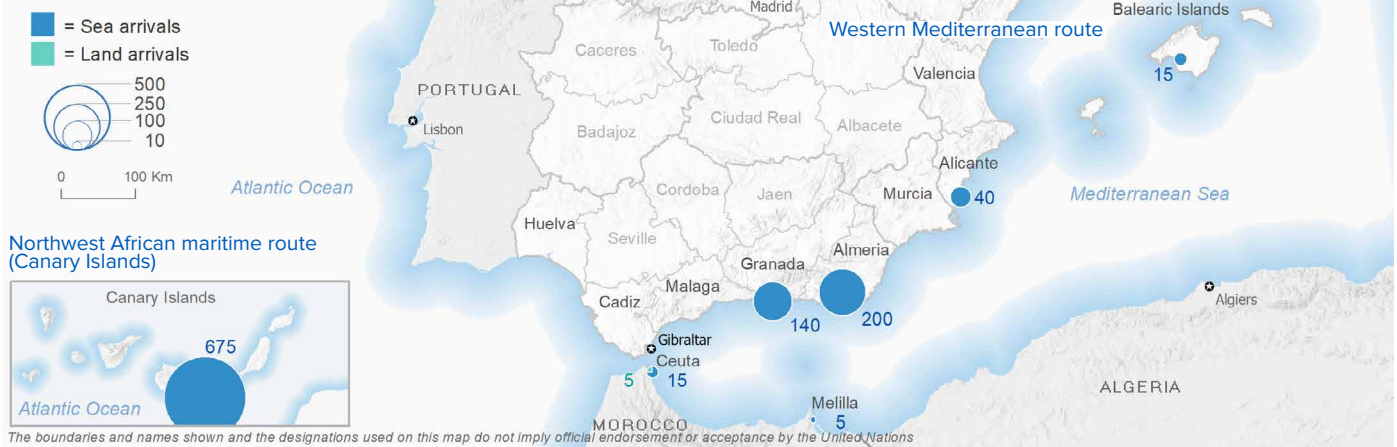 = Sea arrivals
= Land arrivals
500
250
100
10
0 100 Km
Northwest African maritime route
(Canary Islands)
Canary Islands
675
Atlantic Ocean
Atlantic Ocean
PORTUGAL
Lisbon
Madrid
Western Mediterranean route
Balearic Islands
15
Caceres
Toledo
Valencia
Badajoz
Ciudad Real
Albacete
Alicante
40
Mediterranean Sea
Cordoba
Jaen
Murcia
Huelva
Seville
Almeria
Granada
200
140
Malaga
Cadiz
Gibraltar
Ceuta
5 15
Algiers
ALGERIA
Melilla
5
MOROCCO
The boundaries and names shown and the designations used on this map do not imply official endorsement or acceptance by the United Nations